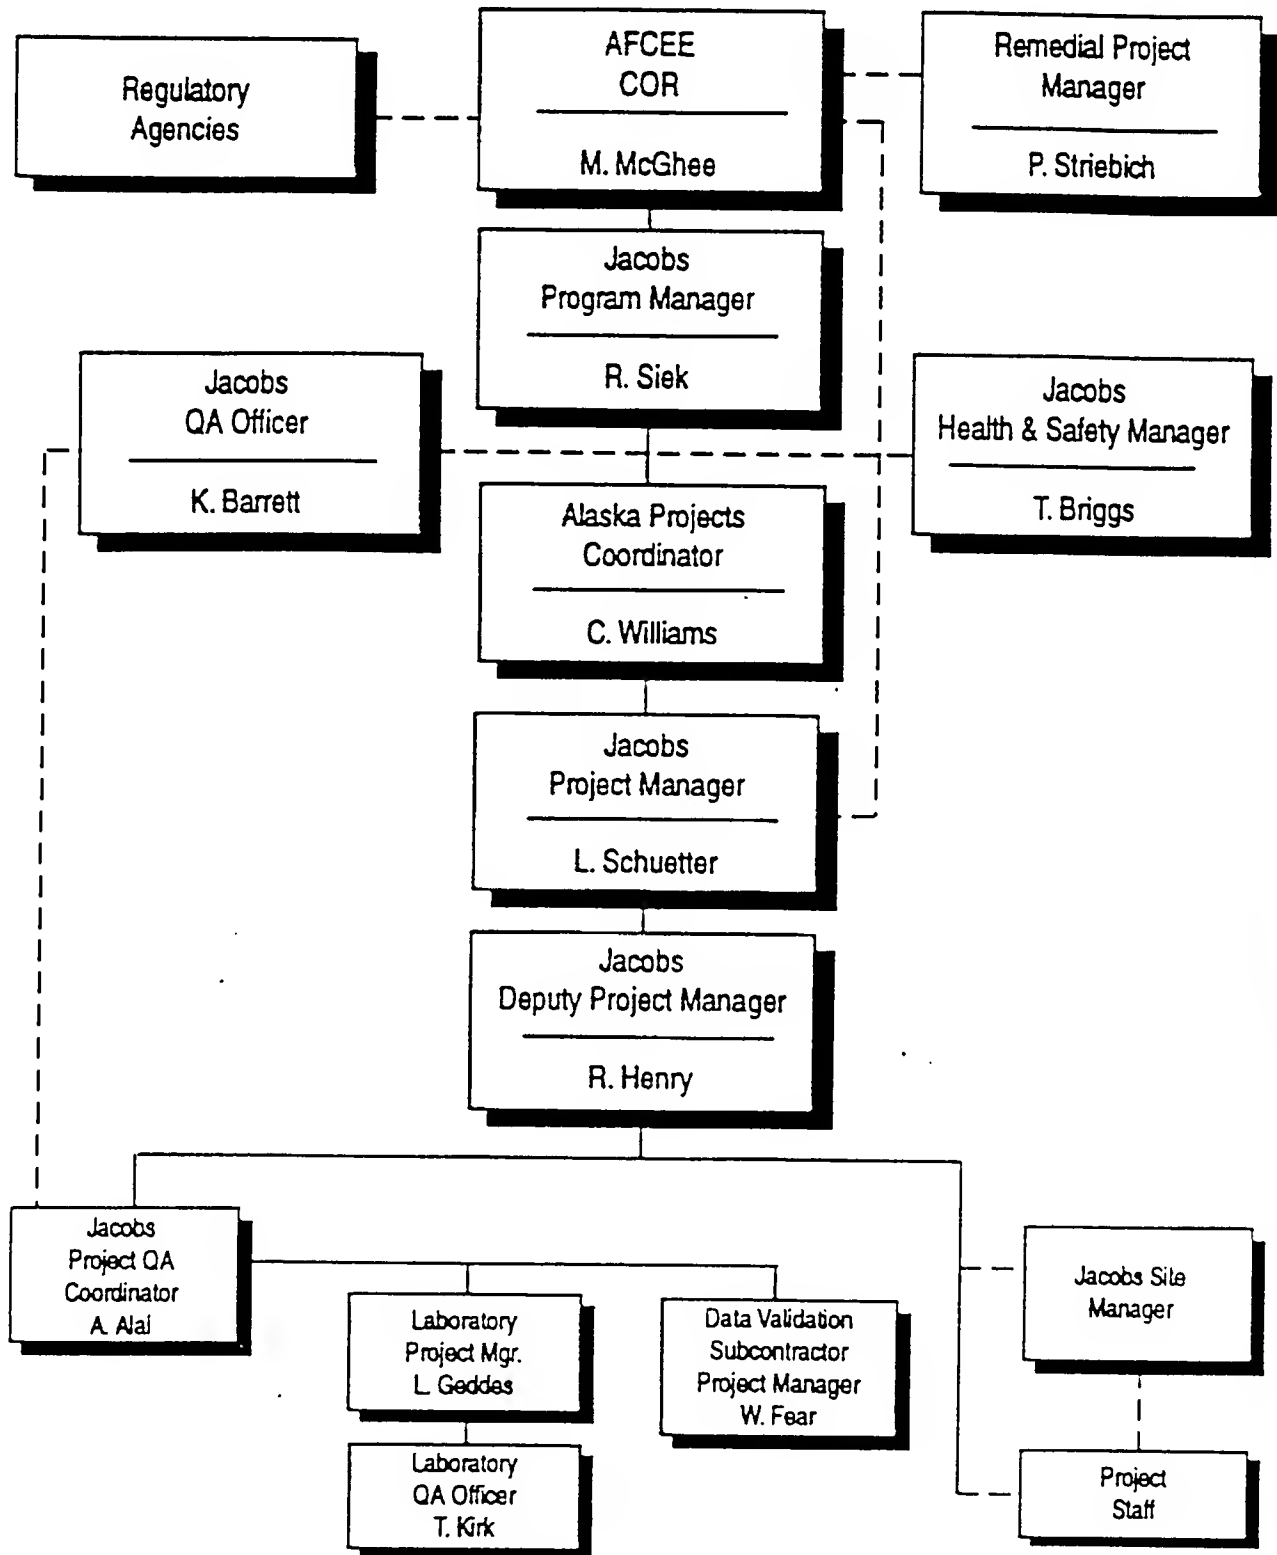 Regulatory
Agencies
AFCEE
COR
M. McGhee
Remedial Project
Manager
P. Striebich
Jacobs
Program Manager
R. Siek
Jacobs
QA Officer
K. Barrett
Jacobs
Health & Safety Manager
T. Briggs
Alaska Projects
Coordinator
C. Williams
Jacobs
Project Manager
L. Schuetter
Jacobs
Deputy Project Manager
R. Henry
Jacobs
Project QA
Coordinator
A. Alai
Laboratory
Project Mgr.
L. Geddes
Data Validation
Subcontractor
Project Manager
W. Fear
Jacobs Site
Manager
Laboratory
QA Officer
T. Kirk
Project
Staff